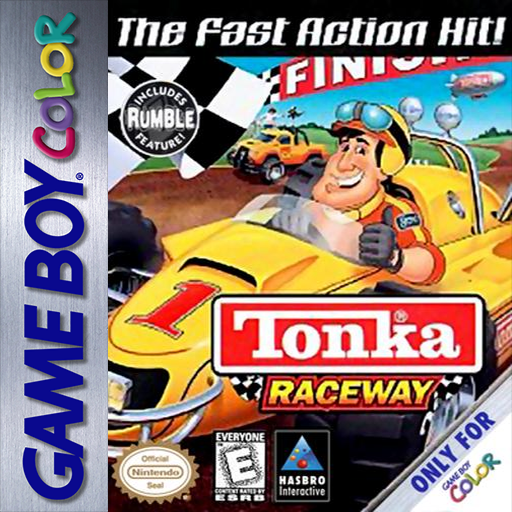 The Fast Action Hit!
GAME BOY COLOR
FINISH
INCLUDES
RUMBLE
FEATURE!
1
Tonka®
RACEWAY
Official
Nintendo
Seal
EVERYONE
E
CONTENT RATED BY
ESRB
HASBRO
Interactive
ONLY FOR
GAME BOY
COLOR